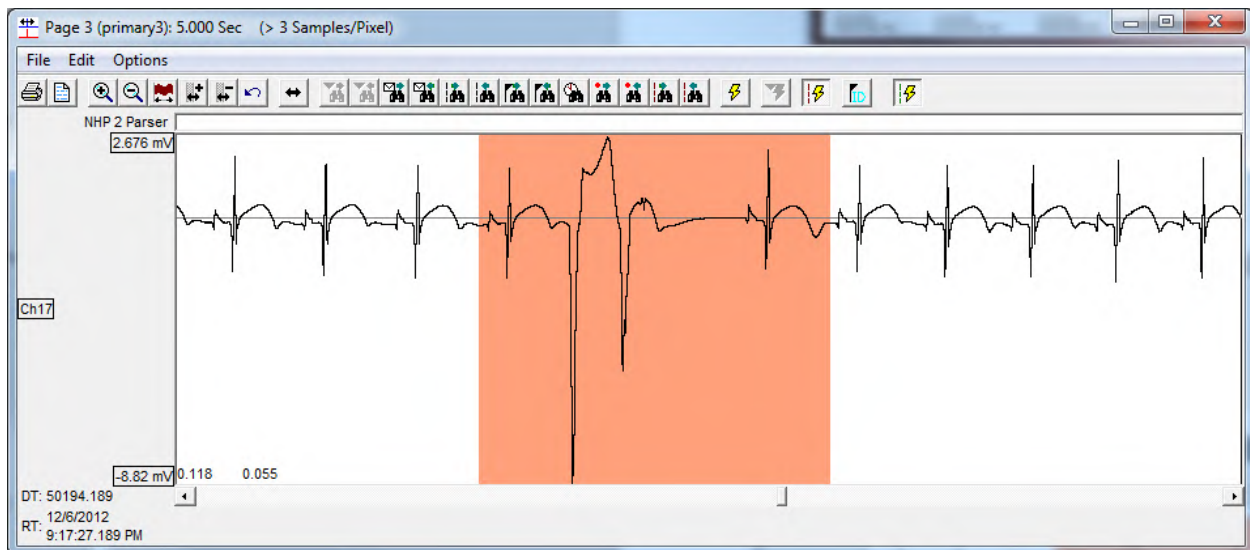 Page 3 (primary3): 5.000 Sec (> 3 Samples/Pixel)
File Edit Options
ID
NHP 2 Parser
2.676 mV
Ch17
-8.82 mV
0.118 0.055
DT: 50194.189
RT: 12/6/2012
9:17:27.189 PM